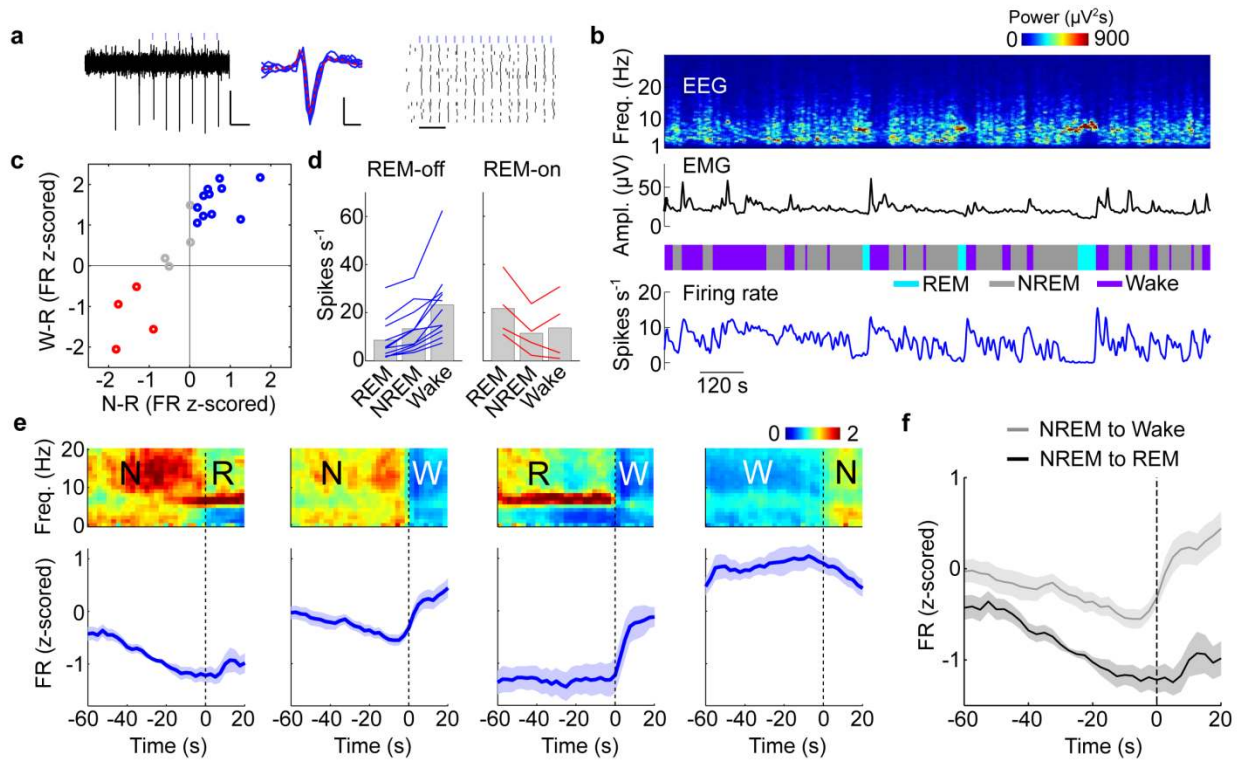 a
b
Power (µV²s)
0 900
EEG
Freq. (Hz)
20
10
1
EMG
Ampl. (µV)
50
0
REM NREM Wake
Firing rate
Spikes s⁻¹
10
0
120 s
c
W-R (FR z-scored)
2
1
0
-1
-2
-2 -1 0 1 2
N-R (FR z-scored)
d
REM-off REM-on
Spikes s⁻¹
60
40
20
0
REM NREM Wake REM NREM Wake
e
0 2
Freq. (Hz)
20
10
0
N R N W R W W N
FR (z-scored)
1
0
-1
-60 -40 -20 0 20 -60 -40 -20 0 20 -60 -40 -20 0 20 -60 -40 -20 0 20
Time (s) Time (s) Time (s) Time (s)
f
NREM to Wake
NREM to REM
FR (z-scored)
1
0
-1
-60 -40 -20 0 20
Time (s)